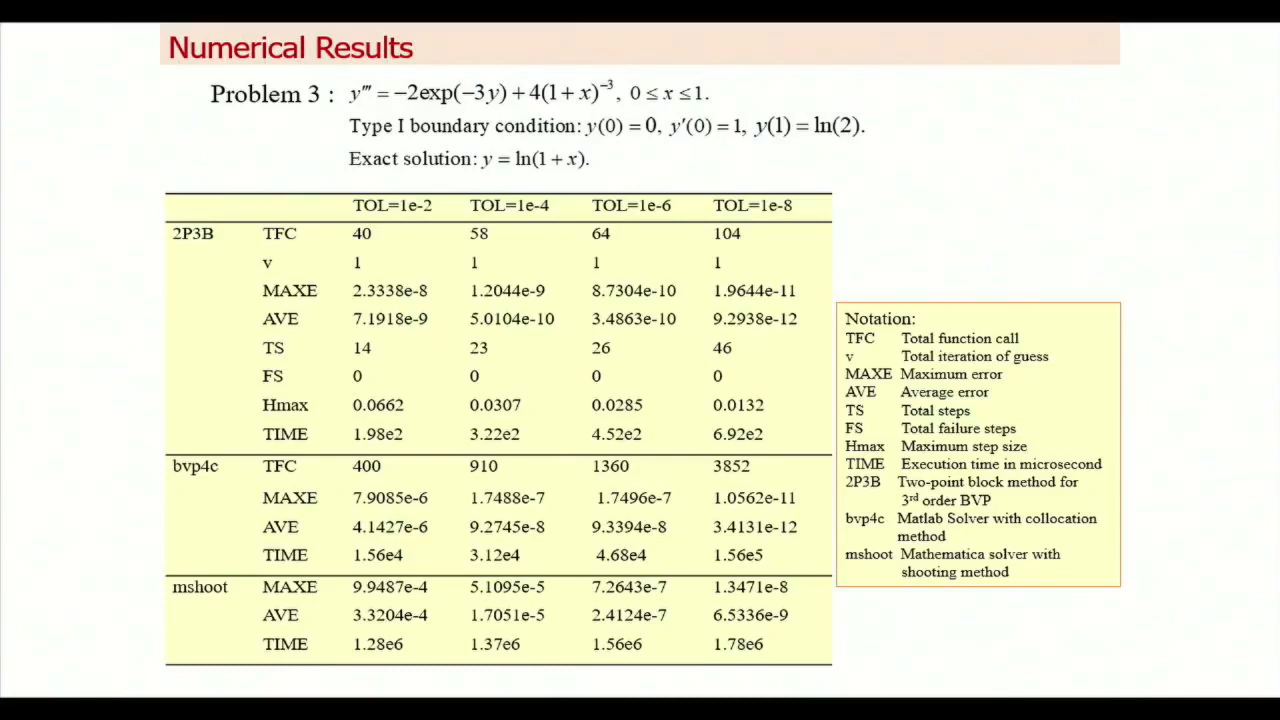 Numerical Results
Problem 3 : y‴ = −2exp(−3y) + 4(1 + x)⁻³, 0 ≤ x ≤ 1.
Type I boundary condition: y(0) = 0, y′(0) = 1, y(1) = ln(2).
Exact solution: y = ln(1 + x).
TOL=1e-2 TOL=1e-4 TOL=1e-6 TOL=1e-8
2P3B TFC 40 58 64 104
v 1 1 1 1
MAXE 2.3338e-8 1.2044e-9 8.7304e-10 1.9644e-11
AVE 7.1918e-9 5.0104e-10 3.4863e-10 9.2938e-12
TS 14 23 26 46
FS 0 0 0 0
Hmax 0.0662 0.0307 0.0285 0.0132
TIME 1.98e2 3.22e2 4.52e2 6.92e2
bvp4c TFC 400 910 1360 3852
MAXE 7.9085e-6 1.7488e-7 1.7496e-7 1.0562e-11
AVE 4.1427e-6 9.2745e-8 9.3394e-8 3.4131e-12
TIME 1.56e4 3.12e4 4.68e4 1.56e5
mshoot MAXE 9.9487e-4 5.1095e-5 7.2643e-7 1.3471e-8
AVE 3.3204e-4 1.7051e-5 2.4124e-7 6.5336e-9
TIME 1.28e6 1.37e6 1.56e6 1.78e6
Notation:
TFC Total function call
v Total iteration of guess
MAXE Maximum error
AVE Average error
TS Total steps
FS Total failure steps
Hmax Maximum step size
TIME Execution time in microsecond
2P3B Two-point block method for
3rd order BVP
bvp4c Matlab Solver with collocation
method
mshoot Mathematica solver with
shooting method